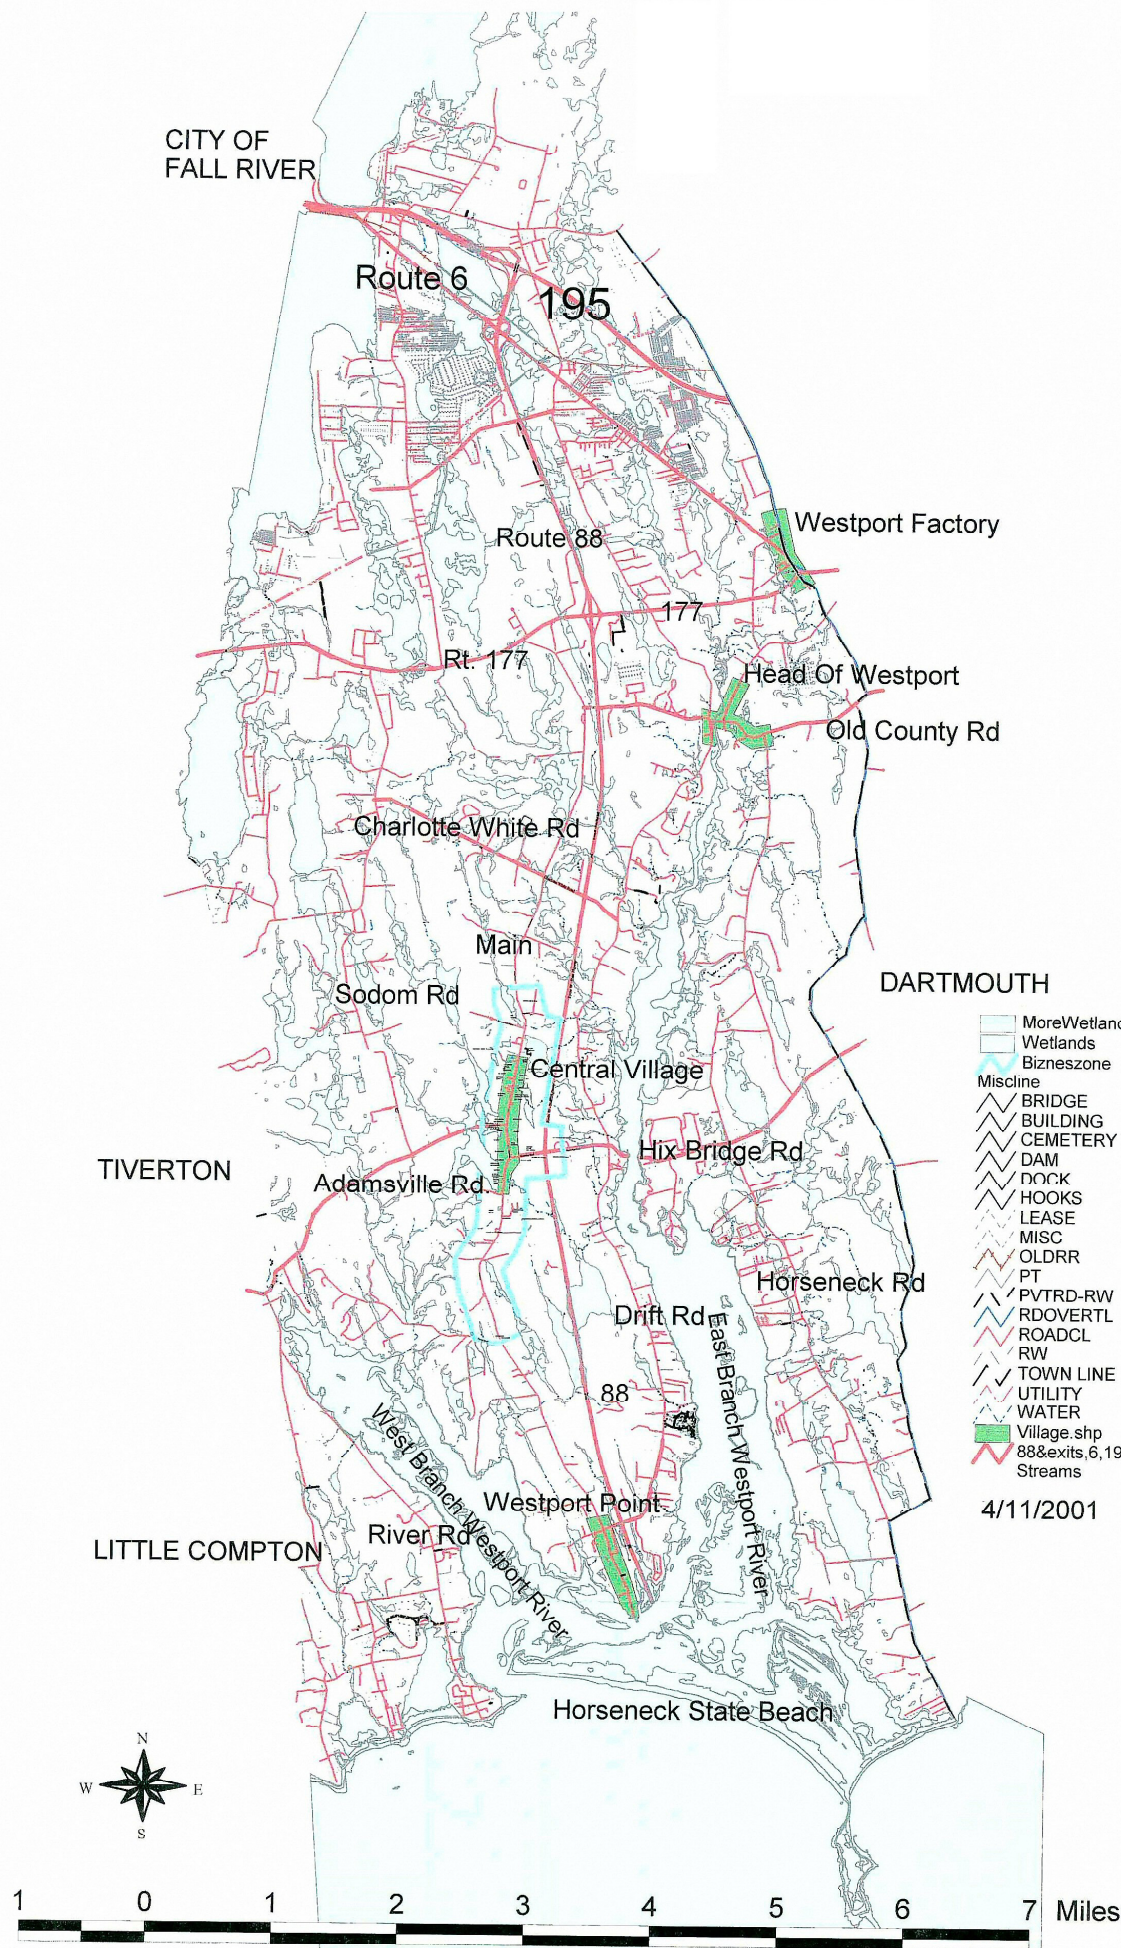 CITY OF
FALL RIVER
Route 6
195
Westport Factory
Route 88
177
Rt. 177
Head Of Westport
Old County Rd
Charlotte White Rd
Main
DARTMOUTH
Sodom Rd
MoreWetland
Wetlands
Bizneszone
Miscline
BRIDGE
BUILDING
CEMETERY
DAM
DOCK
HOOKS
LEASE
MISC
OLDRR
PT
PVTRD-RW
RDOVERTL
ROADCL
RW
TOWN LINE
UTILITY
WATER
Village.shp
88&exits,6,19
Streams
4/11/2001
Central Village
Hix Bridge Rd
TIVERTON
Adamsville Rd.
Horseneck Rd
Drift Rd
East Branch Westport River
88
West Branch Westport River
Westport Point
River Rd
LITTLE COMPTON
Horseneck State Beach
N
W E
S
1 0 1 2 3 4 5 6 7 Miles